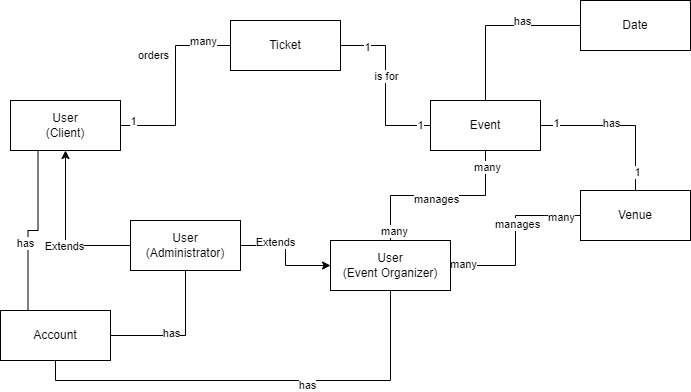 has
Date
many
Ticket
1
orders
is for
User
(Client)
1
1
Event
1
has
many
1
manages
many
Venue
manages
many
has
Extends
User
(Administrator)
Extends
User
(Event Organizer)
many
Account
has
has